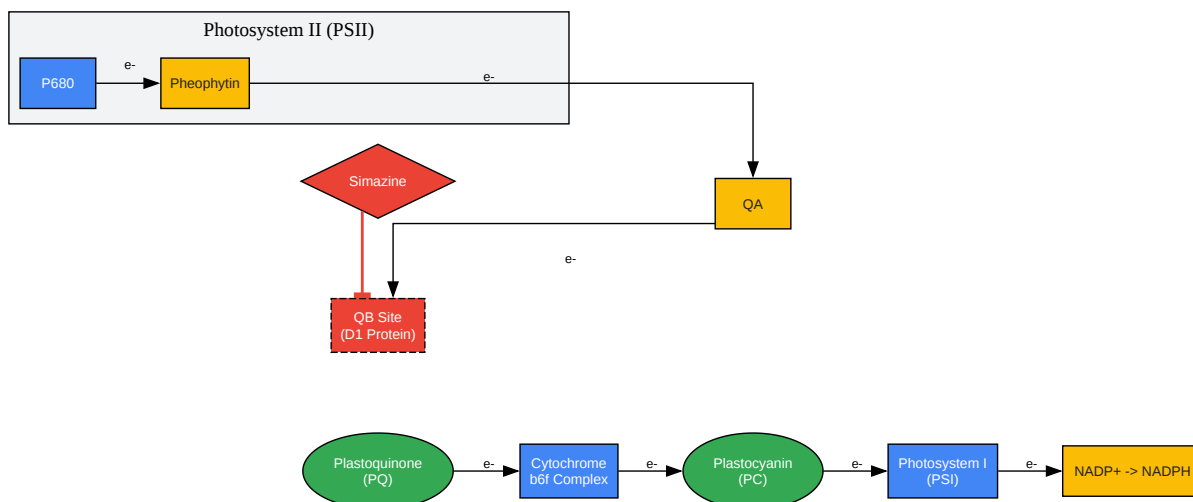 Photosystem II (PSII)
e-
e-
P680
Pheophytin
Simazine
QA
e-
QB Site
(D1 Protein)
Plastoquinone
(PQ)
e-
Cytochrome
b6f Complex
e-
Plastocyanin
(PC)
e-
Photosystem I
(PSI)
e-
NADP+ -> NADPH